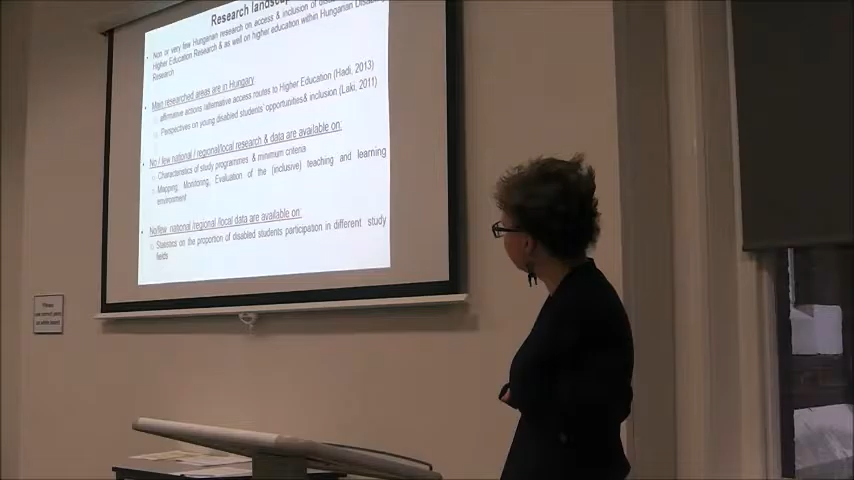 Research landscape
Non or very few Hungarian research on access & inclusion of
Higher Education Research & as well on higher education within Hungarian
Research
Main researched areas are in Hungary
affirmative actions /alternative access routes to Higher Education (Hadi, 2013)
Perspectives on young disabled students' opportunities& inclusion (Laki, 2011)
No / few national / regional/local research & data are available on:
Characteristics of study programmes & minimum criteria
Mapping, Monitoring, Evaluation of the (inclusive) teaching and learning
environment
No/few national /regional /local data are available on:
Statistics on the proportion of disabled students participation in different study
fields